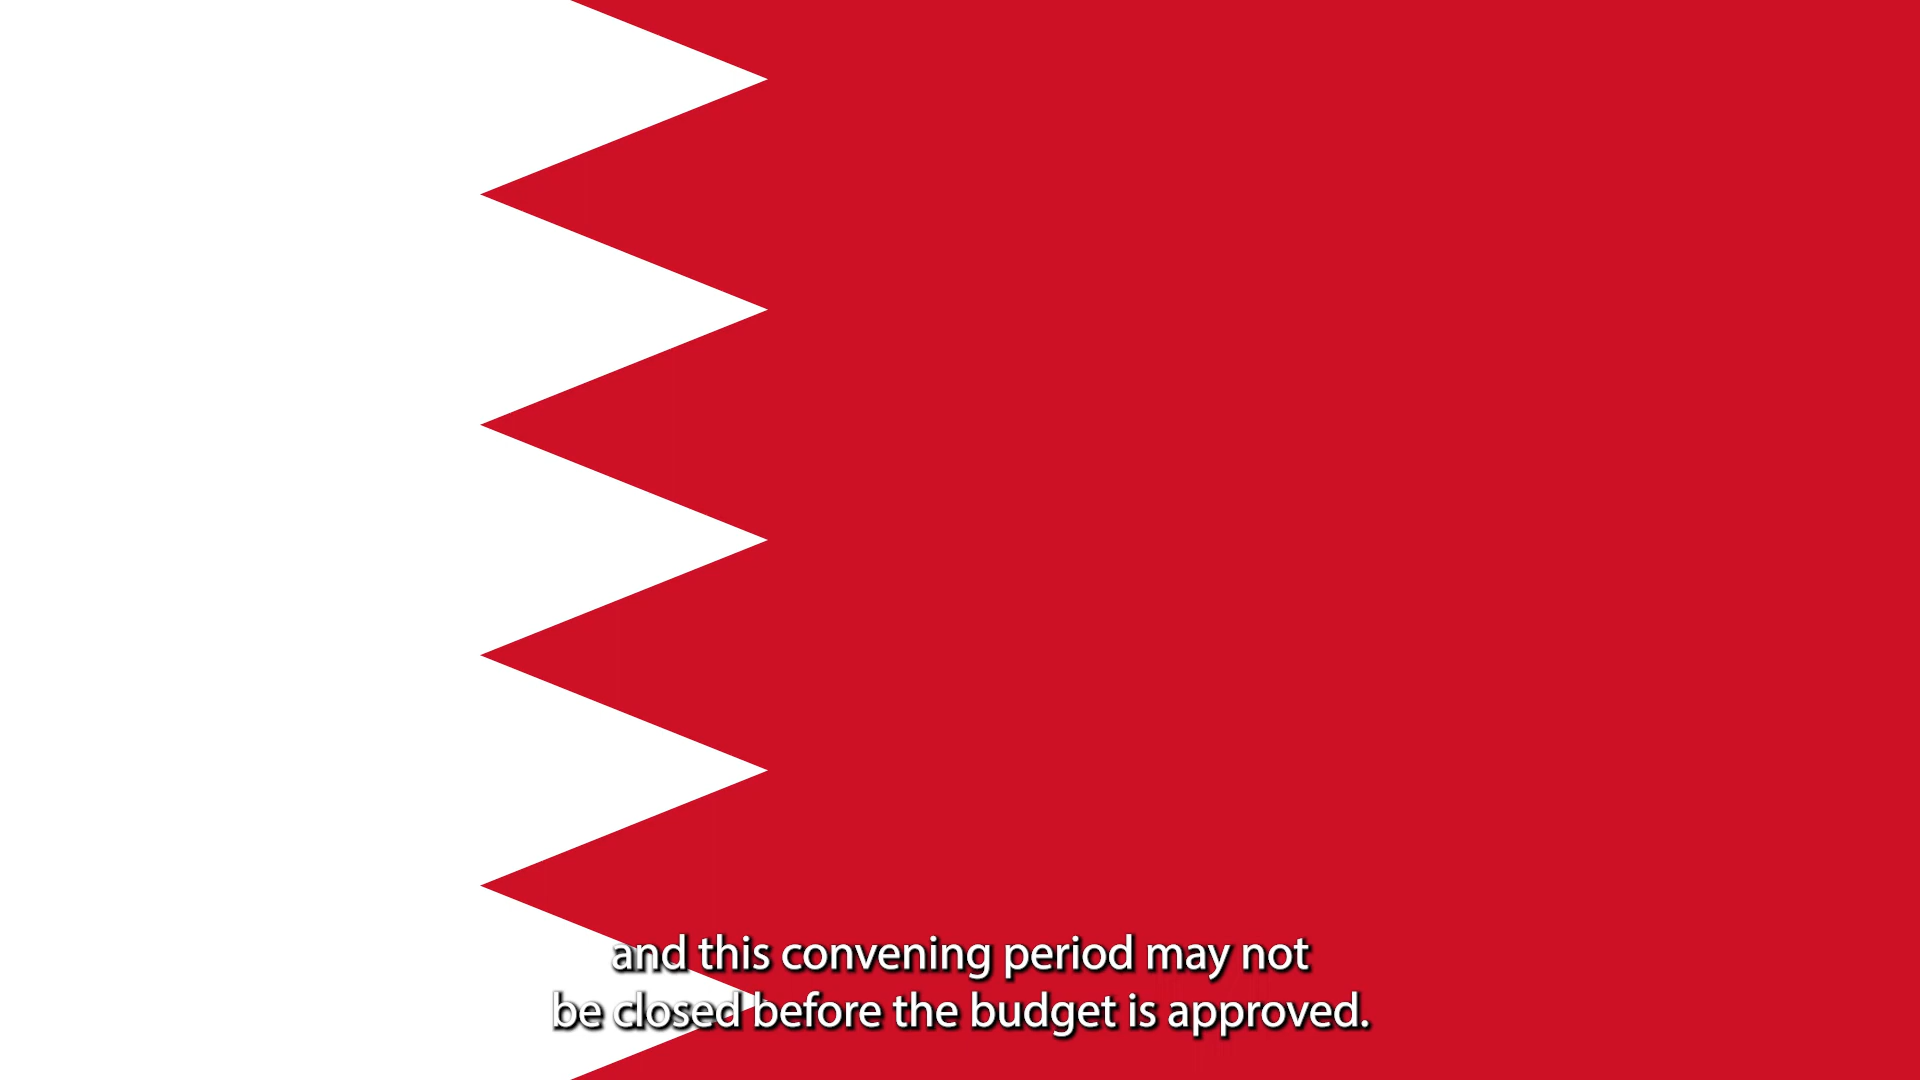 and this convening period may not
be closed before the budget is approved.